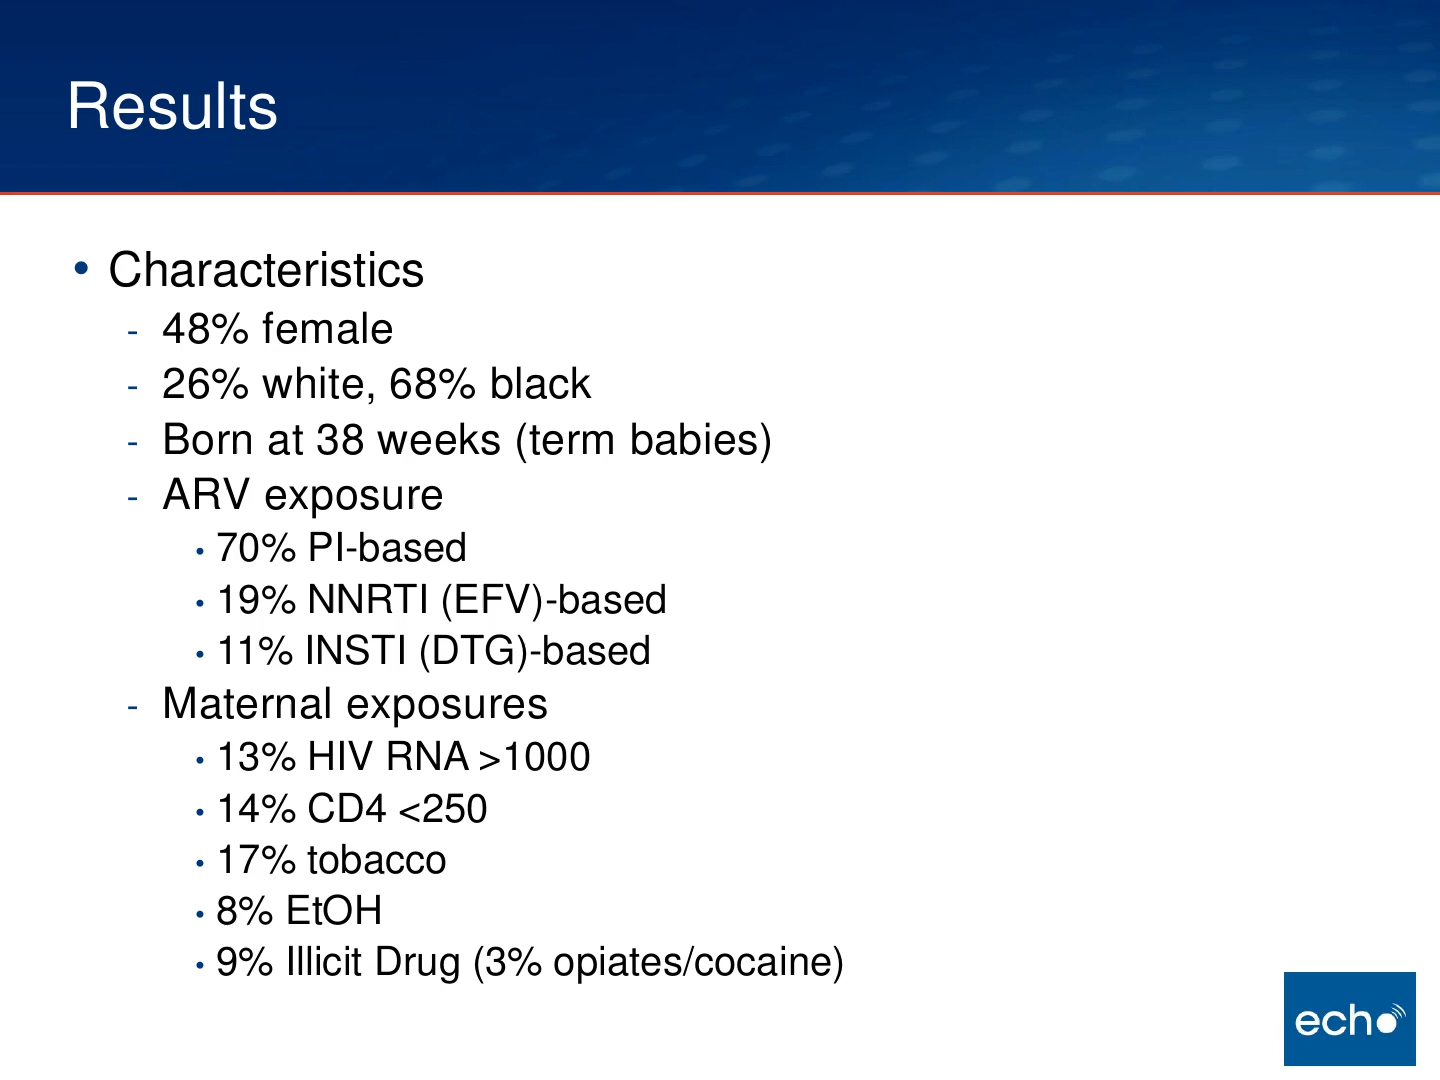 Results
• Characteristics
- 48% female
- 26% white, 68% black
- Born at 38 weeks (term babies)
- ARV exposure
• 70% PI-based
• 19% NNRTI (EFV)-based
• 11% INSTI (DTG)-based
- Maternal exposures
• 13% HIV RNA >1000
• 14% CD4 <250
• 17% tobacco
• 8% EtOH
• 9% Illicit Drug (3% opiates/cocaine)
echo